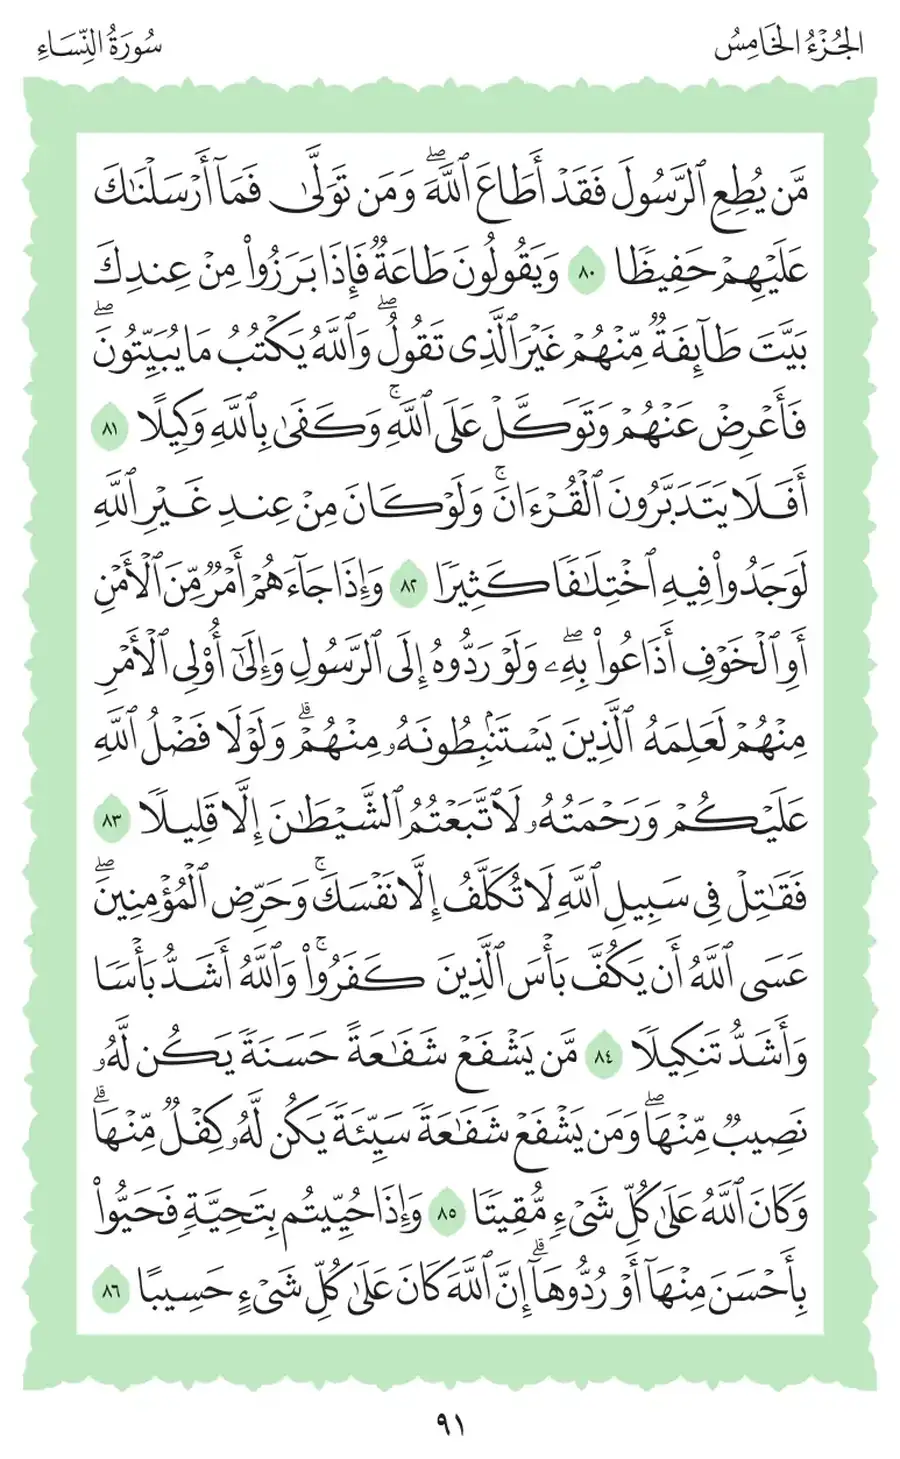 الجُزْءُ الخَامِسُ
سُورَةُ النِّسَاءِ
مَّن يُطِعِ ٱلرَّسُولَ فَقَدْ أَطَاعَ ٱللَّهَۖ وَمَن تَوَلَّىٰ فَمَآ أَرْسَلْنَٰكَ
عَلَيْهِمْ حَفِيظٗا ٨٠ وَيَقُولُونَ طَاعَةٞ فَإِذَا بَرَزُواْ مِنْ عِندِكَ
بَيَّتَ طَآئِفَةٞ مِّنْهُمْ غَيْرَ ٱلَّذِى تَقُولُۖ وَٱللَّهُ يَكْتُبُ مَا يُبَيِّتُونَۖ
فَأَعْرِضْ عَنْهُمْ وَتَوَكَّلْ عَلَى ٱللَّهِۚ وَكَفَىٰ بِٱللَّهِ وَكِيلًا ٨١
أَفَلَا يَتَدَبَّرُونَ ٱلْقُرْءَانَۚ وَلَوْ كَانَ مِنْ عِندِ غَيْرِ ٱللَّهِ
لَوَجَدُواْ فِيهِ ٱخْتِلَٰفٗا كَثِيرٗا ٨٢ وَإِذَا جَآءَهُمْ أَمْرٞ مِّنَ ٱلْأَمْنِ
أَوِ ٱلْخَوْفِ أَذَاعُواْ بِهِۦۖ وَلَوْ رَدُّوهُ إِلَى ٱلرَّسُولِ وَإِلَىٰٓ أُوْلِى ٱلْأَمْرِ
مِنْهُمْ لَعَلِمَهُ ٱلَّذِينَ يَسْتَنۢبِطُونَهُۥ مِنْهُمْۗ وَلَوْلَا فَضْلُ ٱللَّهِ
عَلَيْكُمْ وَرَحْمَتُهُۥ لَٱتَّبَعْتُمُ ٱلشَّيْطَٰنَ إِلَّا قَلِيلٗا ٨٣
فَقَٰتِلْ فِى سَبِيلِ ٱللَّهِ لَا تُكَلَّفُ إِلَّا نَفْسَكَۚ وَحَرِّضِ ٱلْمُؤْمِنِينَۖ
عَسَى ٱللَّهُ أَن يَكُفَّ بَأْسَ ٱلَّذِينَ كَفَرُواْۚ وَٱللَّهُ أَشَدُّ بَأْسٗا
وَأَشَدُّ تَنكِيلٗا ٨٤ مَّن يَشْفَعْ شَفَٰعَةً حَسَنَةٗ يَكُن لَّهُۥ
نَصِيبٞ مِّنْهَاۖ وَمَن يَشْفَعْ شَفَٰعَةٗ سَيِّئَةٗ يَكُن لَّهُۥ كِفْلٞ مِّنْهَاۗ
وَكَانَ ٱللَّهُ عَلَىٰ كُلِّ شَىْءٖ مُّقِيتٗا ٨٥ وَإِذَا حُيِّيتُم بِتَحِيَّةٖ فَحَيُّواْ
بِأَحْسَنَ مِنْهَآ أَوْ رُدُّوهَآۗ إِنَّ ٱللَّهَ كَانَ عَلَىٰ كُلِّ شَىْءٍ حَسِيبًا ٨٦
٩١